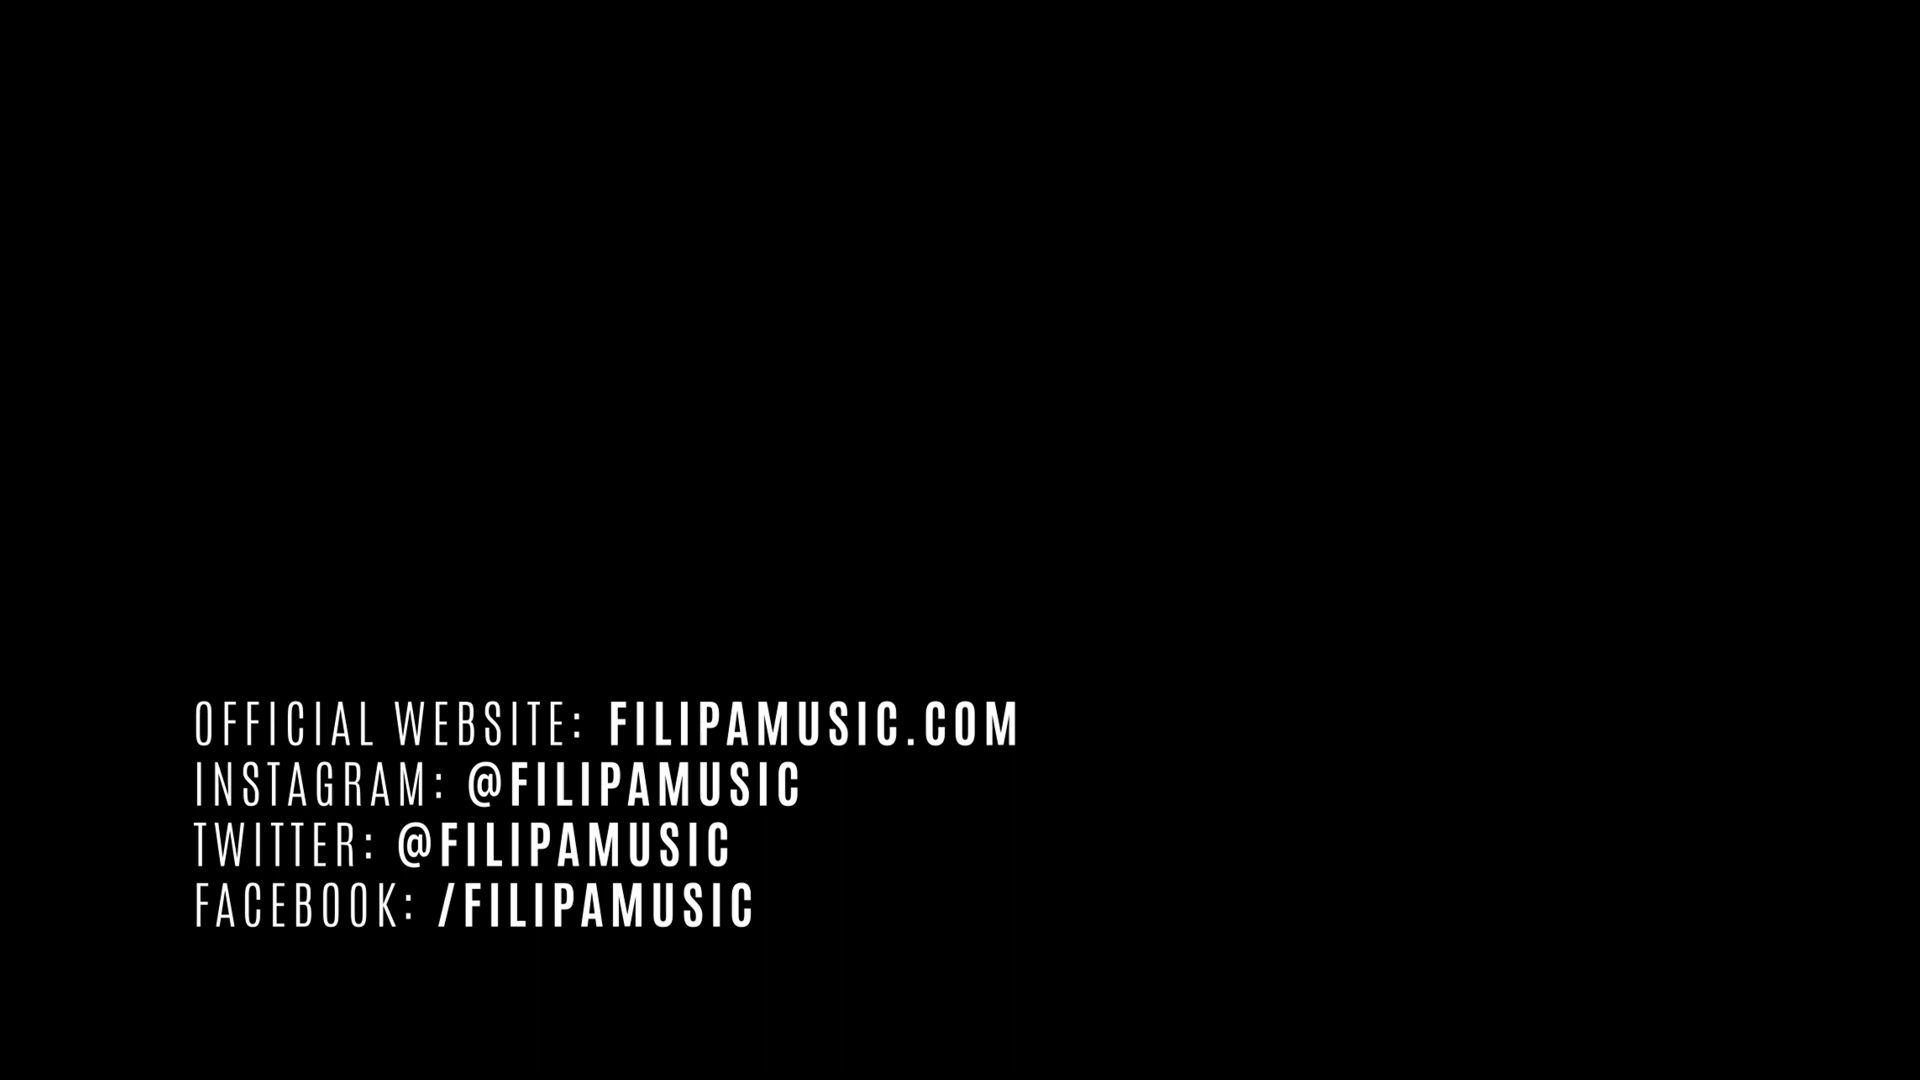 OFFICIAL WEBSITE: FILIPAMUSIC.COM
INSTAGRAM: @FILIPAMUSIC
TWITTER: @FILIPAMUSIC
FACEBOOK: /FILIPAMUSIC